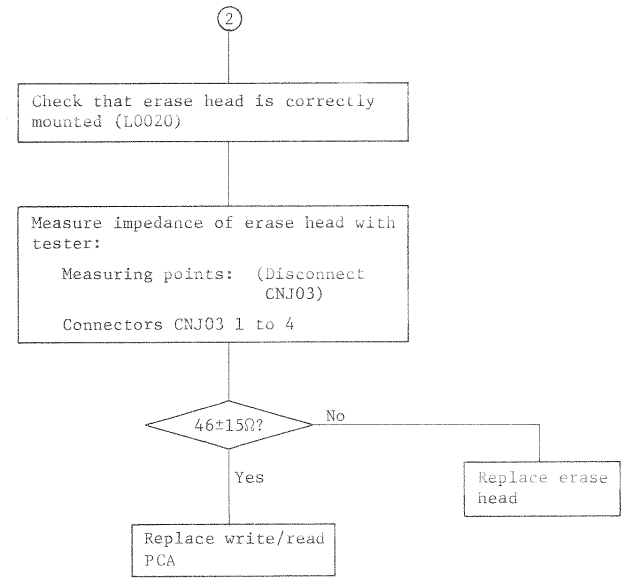 2
Check that erase head is correctly
mounted (L0020)
Measure impedance of erase head with
tester:
Measuring points: (Disconnect
CNJ03)
Connectors CNJ03 1 to 4
46±15Ω?
No
Yes
Replace erase
head
Replace write/read
PCA